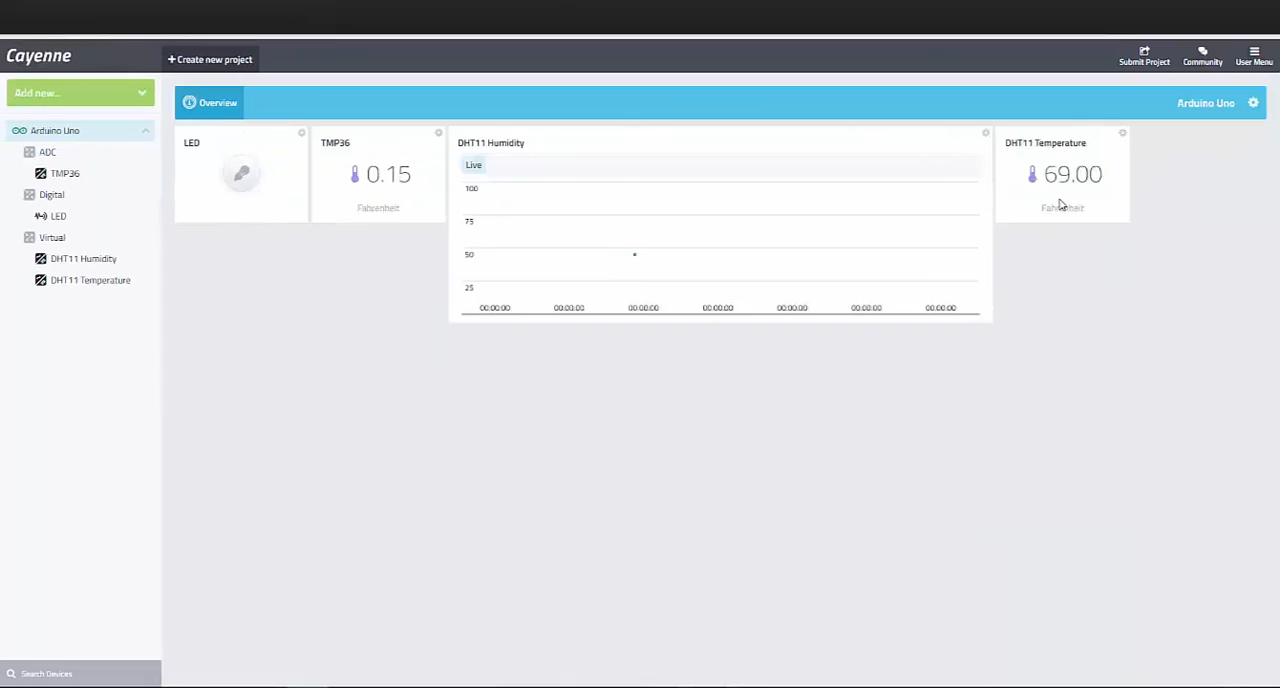 Cayenne
+ Create new project
Submit Project
Community
User Menu
Add new...
Overview
Arduino Uno
Arduino Uno
ADC
TMP36
Digital
LED
Virtual
DHT11 Humidity
DHT11 Temperature
LED
TMP36
0.15
Fahrenheit
DHT11 Humidity
Live
100
75
50
25
00:00:00 00:00:00 00:00:00 00:00:00 00:00:00 00:00:00 00:00:00
DHT11 Temperature
69.00
Fahrenheit
Search Devices